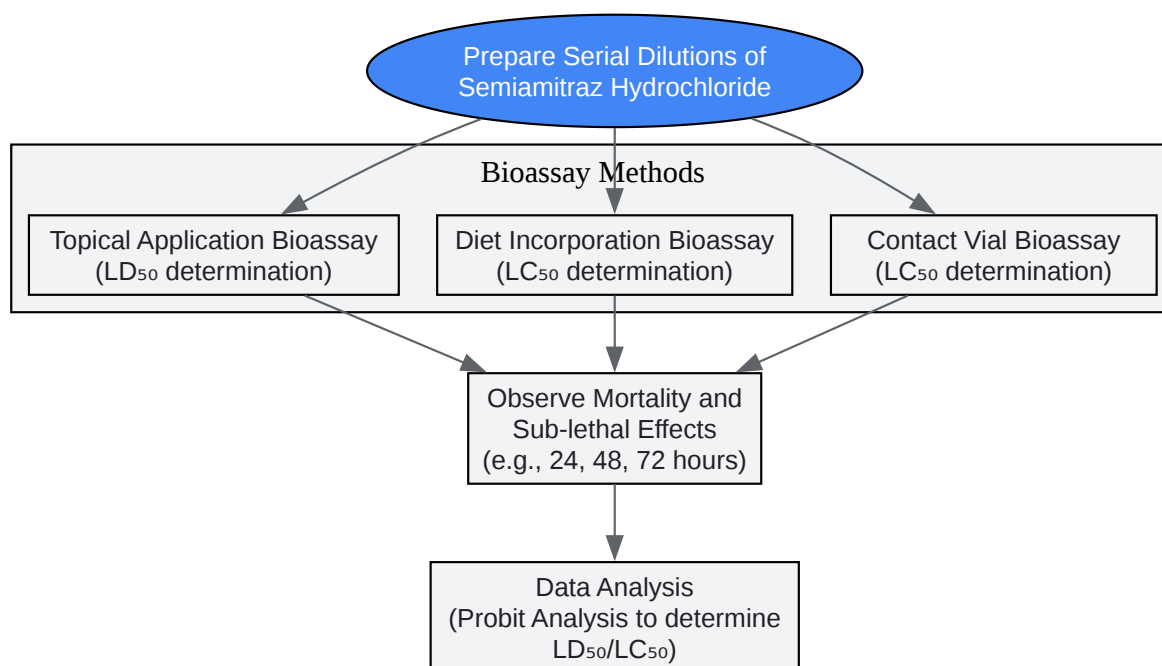 Prepare Serial Dilutions of
Semiamitraz Hydrochloride
Bioassay Methods
Topical Application Bioassay
(LD₅₀ determination)
Diet Incorporation Bioassay
(LC₅₀ determination)
Contact Vial Bioassay
(LC₅₀ determination)
Observe Mortality and
Sub-lethal Effects
(e.g., 24, 48, 72 hours)
Data Analysis
(Probit Analysis to determine
LD₅₀/LC₅₀)